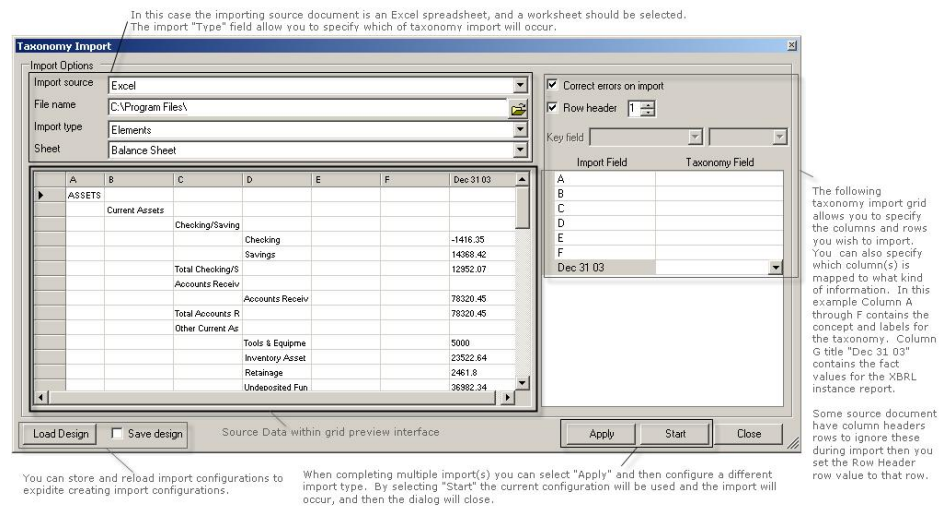 In this case the importing source document is an Excel spreadsheet, and a worksheet should be selected.
The import "Type" field allow you to specify which of taxonomy import will occur.
Taxonomy Import
Import Options
Import source Excel
File name C:\Program Files\
Import type Elements
Sheet Balance Sheet
Correct errors on import
Row header 1
Key field
Import Field Taxonomy Field
A
B
C
D
E
F
Dec 31 03
A B C D E F Dec 31 03
ASSETS
Current Assets
Checking/Saving
Checking -1416.35
Savings 14368.42
Total Checking/S 12952.07
Accounts Receiv
Accounts Receiv 78320.45
Total Accounts R 78320.45
Other Current As
Tools & Equipme 5000
Inventory Asset 23522.64
Retainage 2461.8
Undeposited Fun 36982.34
The following
taxonomy import grid
allows you to specify
the columns and rows
you wish to import.
You can also specify
which column(s) is
mapped to what kind
of information. In this
example Column A
through F contains the
concept and labels for
the taxonomy. Column
G title "Dec 31 03"
contains the fact
values for the XBRL
instance report.
Some source document
have column headers
rows to ignore these
during import then you
set the Row Header
row value to that row.
Load Design Save design
Source Data within grid preview interface
Apply Start Close
You can store and reload import configurations to
expidite creating import configurations.
When completing multiple import(s) you can select "Apply" and then configure a different
import type. By selecting "Start" the current configuration will be used and the import will
occur, and then the dialog will close.